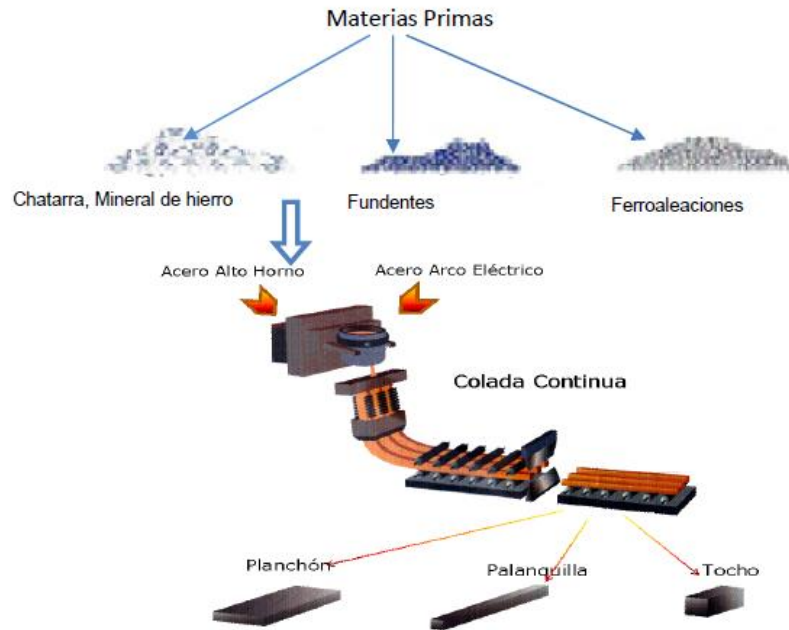 Materias Primas
Chatarra, Mineral de hierro
Fundentes
Ferroaleaciones
Acero Alto Horno
Acero Arco Eléctrico
Colada Continua
Planchón
Palanquilla
Tocho